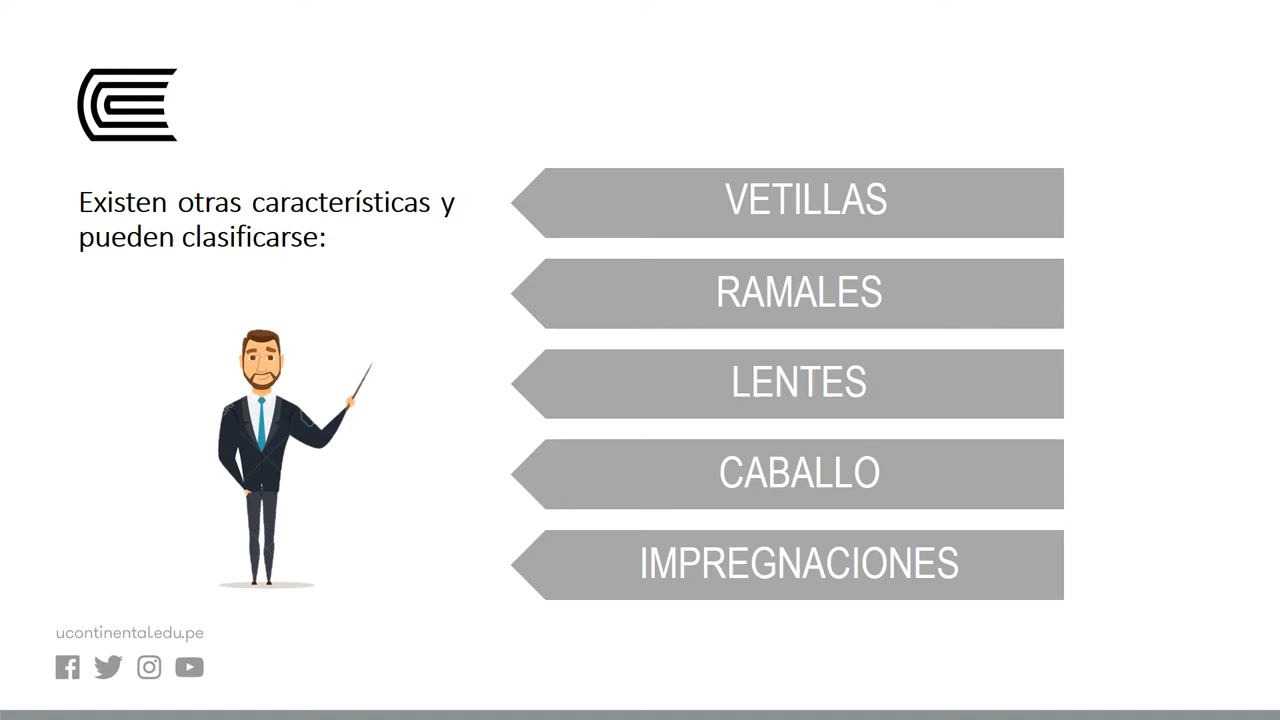 Existen otras características y
pueden clasificarse:
VETILLAS
RAMALES
LENTES
CABALLO
IMPREGNACIONES
ucontinental.edu.pe